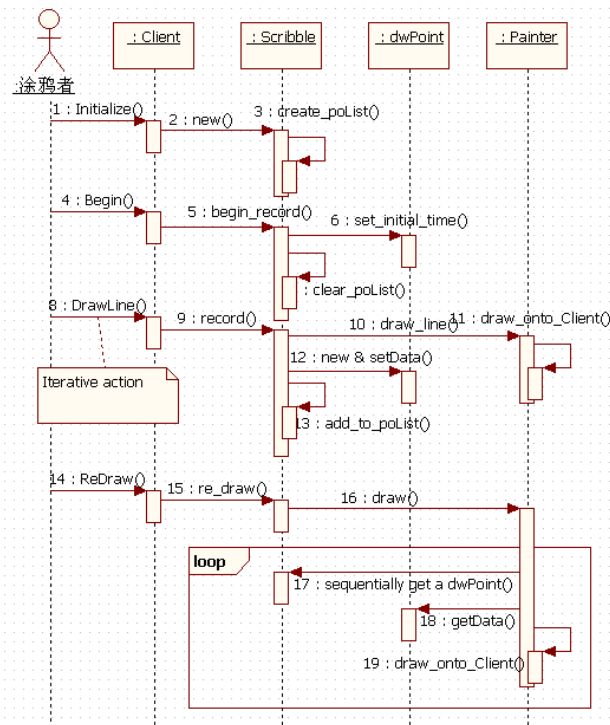 : Client
: Scribble
: dwPoint
: Painter
:涂鸦者
1 : Initialize()
2 : new()
3 : create_poList()
4 : Begin()
5 : begin_record()
6 : set_initial_time()
: clear_poList()
8 : DrawLine()
9 : record()
10 : draw_line()
11 : draw_onto_Client()
12 : new & setData()
Iterative action
13 : add_to_poList()
14 : ReDraw()
15 : re_draw()
16 : draw()
loop
17 : sequentially get a dwPoint()
18 : getData()
19 : draw_onto_Client()